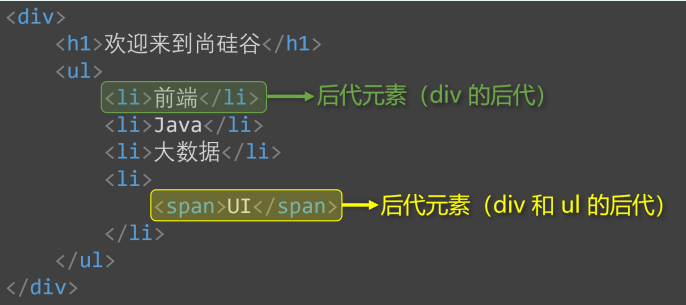 <div>
<h1>欢迎来到尚硅谷</h1>
<ul>
<li>前端</li> 后代元素（div 的后代）
<li>Java</li>
<li>大数据</li>
<li>
<span>UI</span> 后代元素（div 和 ul 的后代）
</li>
</ul>
</div>